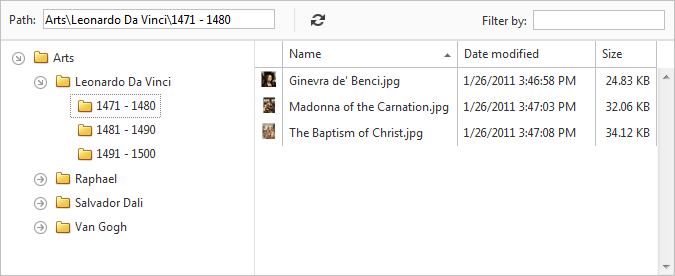 Path: Arts\Leonardo Da Vinci\1471 - 1480 Filter by:
Arts
Leonardo Da Vinci
1471 - 1480
1481 - 1490
1491 - 1500
Raphael
Salvador Dali
Van Gogh
Name Date modified Size
Ginevra de' Benci.jpg 1/26/2011 3:46:58 PM 24.83 KB
Madonna of the Carnation.jpg 1/26/2011 3:47:03 PM 32.06 KB
The Baptism of Christ.jpg 1/26/2011 3:47:08 PM 34.12 KB